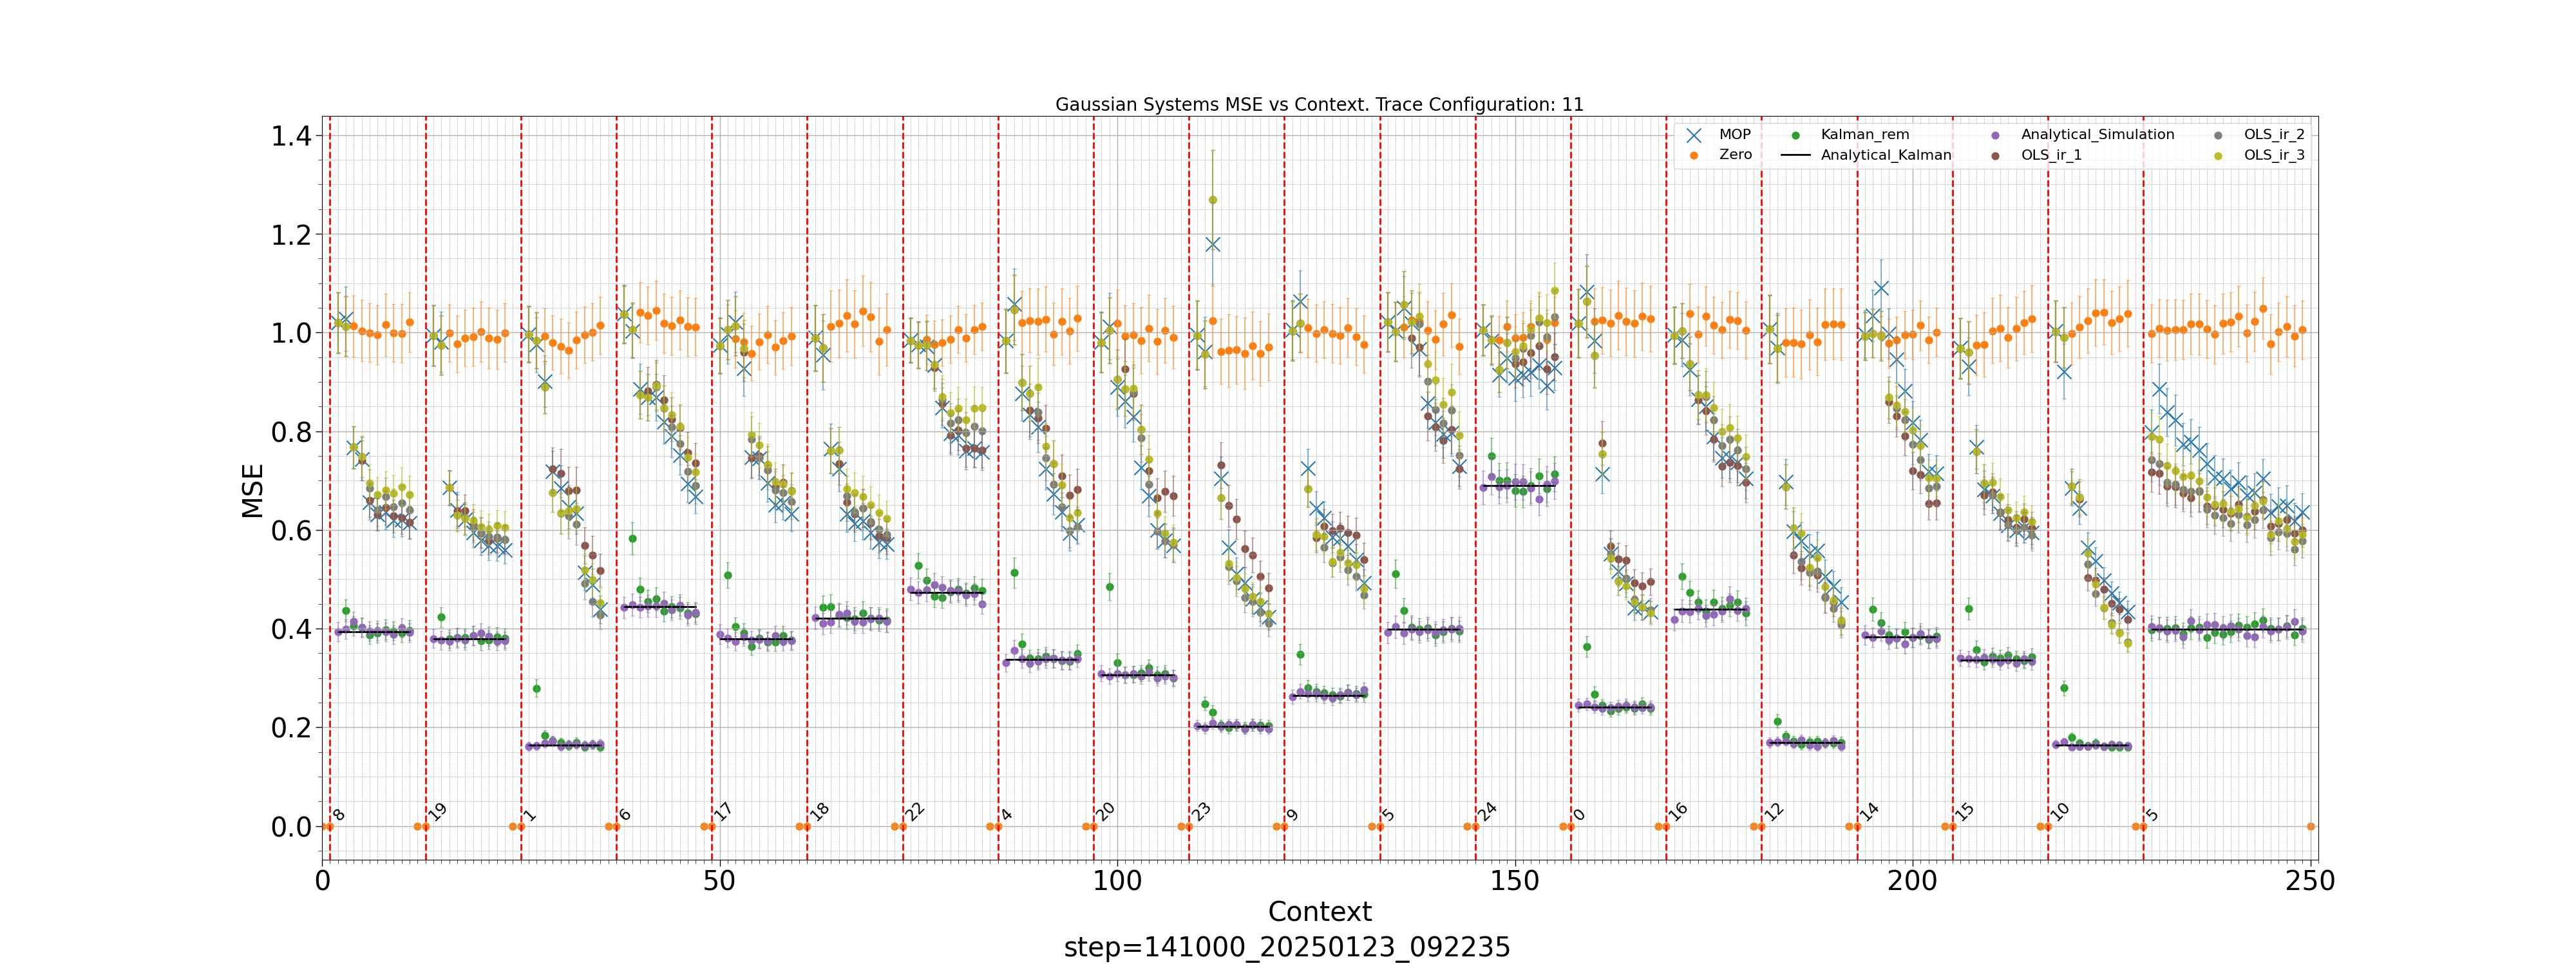 Gaussian Systems MSE vs Context. Trace Configuration: 11
MOP
Zero
Kalman_rem
Analytical_Kalman
Analytical_Simulation
OLS_ir_1
OLS_ir_2
OLS_ir_3
MSE
1.4
1.2
1.0
0.8
0.6
0.4
0.2
0.0
8 19 1 6 17 18 22 4 20 23 9 5 24 0 16 12 14 15 10 5
0 50 100 150 200 250
Context
step=141000_20250123_092235